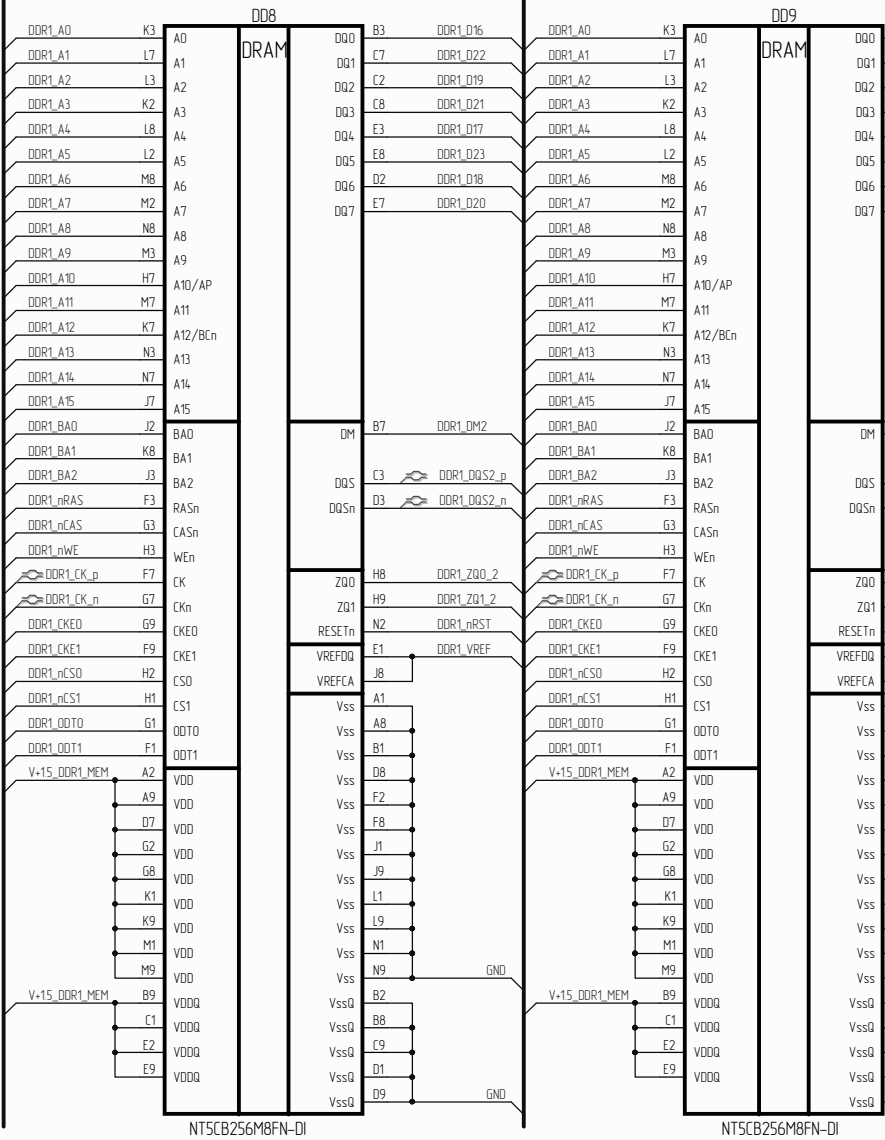 DD8 DD9
DRAM DRAM
DDR1_A0 K3 A0 DQ0 B3 DDR1_D16 DDR1_A0 K3 A0 DQ0
DDR1_A1 L7 A1 DQ1 C7 DDR1_D22 DDR1_A1 L7 A1 DQ1
DDR1_A2 L3 A2 DQ2 C2 DDR1_D19 DDR1_A2 L3 A2 DQ2
DDR1_A3 K2 A3 DQ3 C8 DDR1_D21 DDR1_A3 K2 A3 DQ3
DDR1_A4 L8 A4 DQ4 E3 DDR1_D17 DDR1_A4 L8 A4 DQ4
DDR1_A5 L2 A5 DQ5 E8 DDR1_D23 DDR1_A5 L2 A5 DQ5
DDR1_A6 M8 A6 DQ6 D2 DDR1_D18 DDR1_A6 M8 A6 DQ6
DDR1_A7 M2 A7 DQ7 E7 DDR1_D20 DDR1_A7 M2 A7 DQ7
DDR1_A8 N8 A8 DDR1_A8 N8 A8
DDR1_A9 M3 A9 DDR1_A9 M3 A9
DDR1_A10 H7 A10/AP DDR1_A10 H7 A10/AP
DDR1_A11 M7 A11 DDR1_A11 M7 A11
DDR1_A12 K7 A12/BCn DDR1_A12 K7 A12/BCn
DDR1_A13 N3 A13 DDR1_A13 N3 A13
DDR1_A14 N7 A14 DDR1_A14 N7 A14
DDR1_A15 J7 A15 DDR1_A15 J7 A15
DDR1_BA0 J2 BA0 DM B7 DDR1_DM2 DDR1_BA0 J2 BA0 DM
DDR1_BA1 K8 BA1 DDR1_BA1 K8 BA1
DDR1_BA2 J3 BA2 DQS C3 DDR1_DQS2_p DDR1_BA2 J3 BA2 DQS
DDR1_nRAS F3 RASn DQSn D3 DDR1_DQS2_n DDR1_nRAS F3 RASn DQSn
DDR1_nCAS G3 CASn DDR1_nCAS G3 CASn
DDR1_nWE H3 WEn DDR1_nWE H3 WEn
DDR1_CK_p F7 CK ZQ0 H8 DDR1_ZQ0_2 DDR1_CK_p F7 CK ZQ0
DDR1_CK_n G7 CKn ZQ1 H9 DDR1_ZQ1_2 DDR1_CK_n G7 CKn ZQ1
DDR1_CKE0 G9 CKE0 RESETn N2 DDR1_nRST DDR1_CKE0 G9 CKE0 RESETn
DDR1_CKE1 F9 CKE1 VREFDQ E1 DDR1_VREF DDR1_CKE1 F9 CKE1 VREFDQ
DDR1_nCS0 H2 CS0 VREFCA J8 DDR1_nCS0 H2 CS0 VREFCA
DDR1_nCS1 H1 CS1 Vss A1 DDR1_nCS1 H1 CS1 Vss
DDR1_ODT0 G1 ODT0 Vss A8 DDR1_ODT0 G1 ODT0 Vss
DDR1_ODT1 F1 ODT1 Vss B1 DDR1_ODT1 F1 ODT1 Vss
V+1.5_DDR1_MEM A2 VDD Vss D8 V+1.5_DDR1_MEM A2 VDD Vss
A9 VDD Vss F2 A9 VDD Vss
D7 VDD Vss F8 D7 VDD Vss
G2 VDD Vss J1 G2 VDD Vss
G8 VDD Vss J9 G8 VDD Vss
K1 VDD Vss L1 K1 VDD Vss
K9 VDD Vss L9 K9 VDD Vss
M1 VDD Vss N1 M1 VDD Vss
M9 VDD Vss N9 GND M9 VDD Vss
V+1.5_DDR1_MEM B9 VDDQ VssQ B2 V+1.5_DDR1_MEM B9 VDDQ VssQ
C1 VDDQ VssQ B8 C1 VDDQ VssQ
E2 VDDQ VssQ C9 E2 VDDQ VssQ
E9 VDDQ VssQ D1 E9 VDDQ VssQ
VssQ D9 GND VssQ
NT5CB256M8FN-DI NT5CB256M8FN-DI